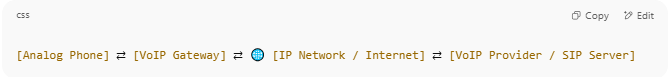 css Copy Edit
[Analog Phone] ⇄ [VoIP Gateway] ⇄ 🌐 [IP Network / Internet] ⇄ [VoIP Provider / SIP Server]